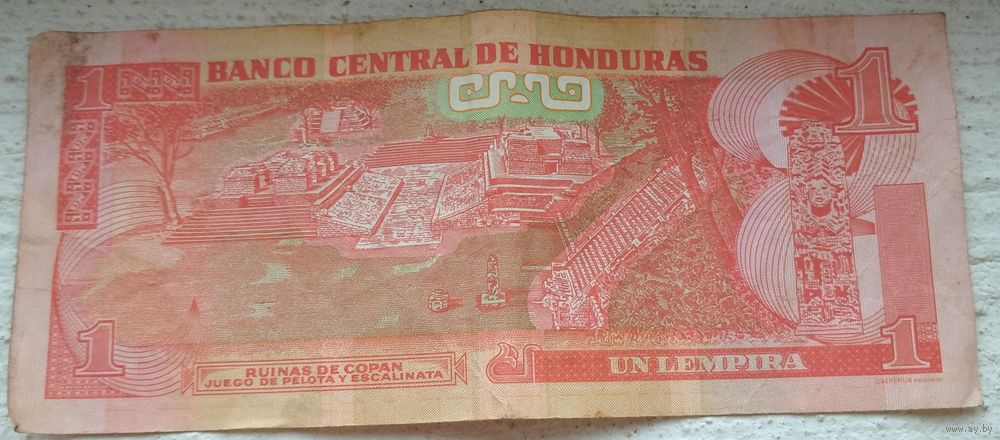 BANCO CENTRAL DE HONDURAS
1
1
1
1
RUINAS DE COPAN
JUEGO DE PELOTA Y ESCALINATA
UN LEMPIRA
www.ay.by